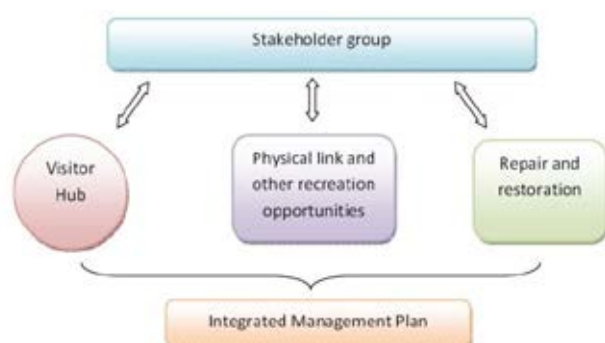 Stakeholder group
Visitor
Hub
Physical link and
other recreation
opportunities
Repair and
restoration
Integrated Management Plan